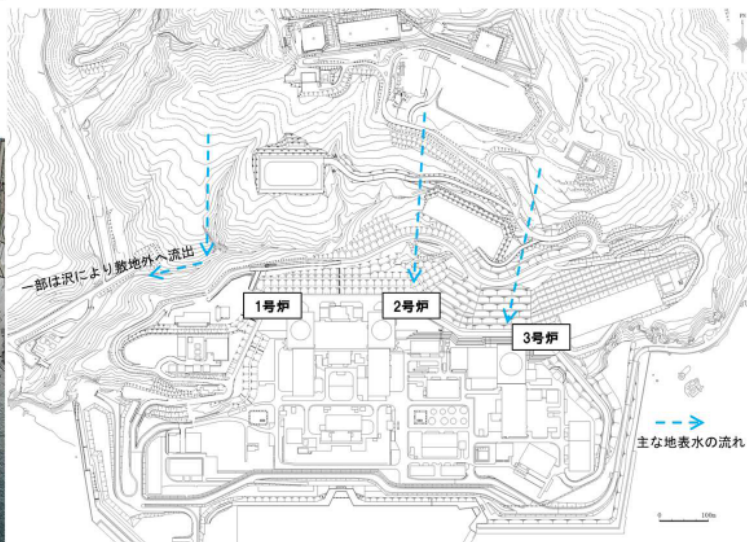 一部は沢により敷地外へ流出
1号炉
2号炉
3号炉
主な地表水の流れ
0 100m